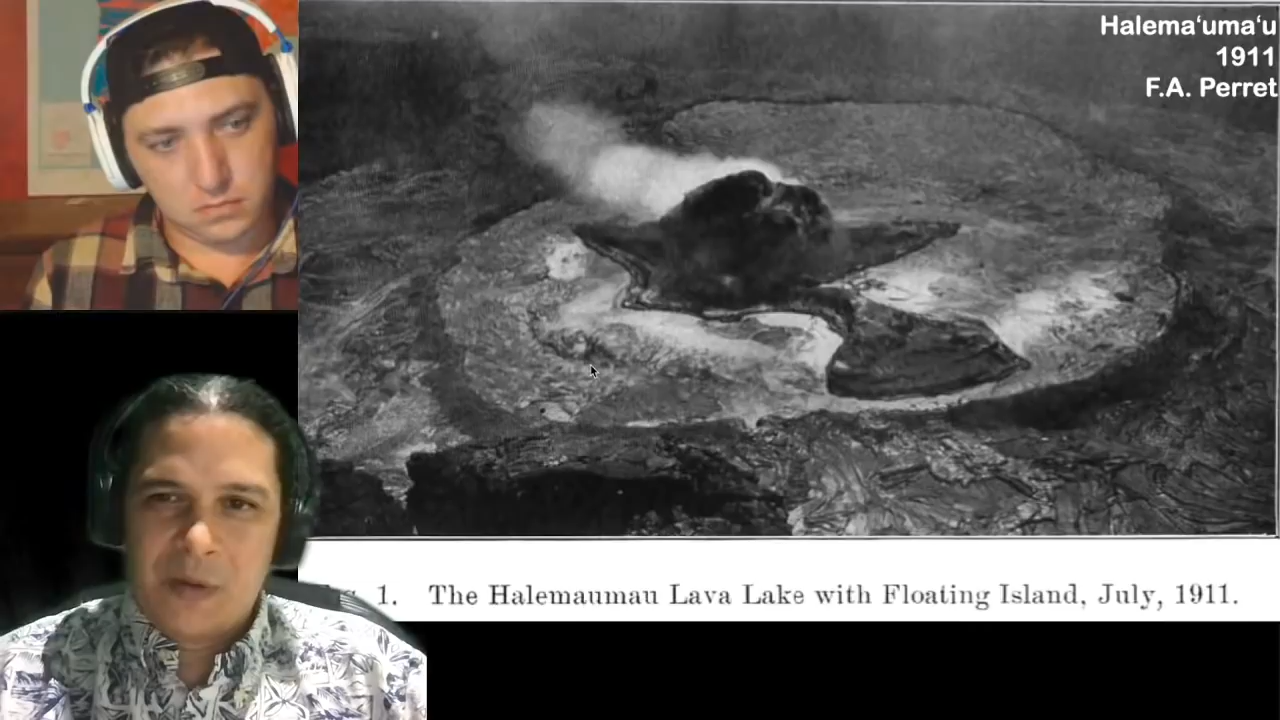 Halemaʻumaʻu
1911
F.A. Perret
1. The Halemaumau Lava Lake with Floating Island, July, 1911.